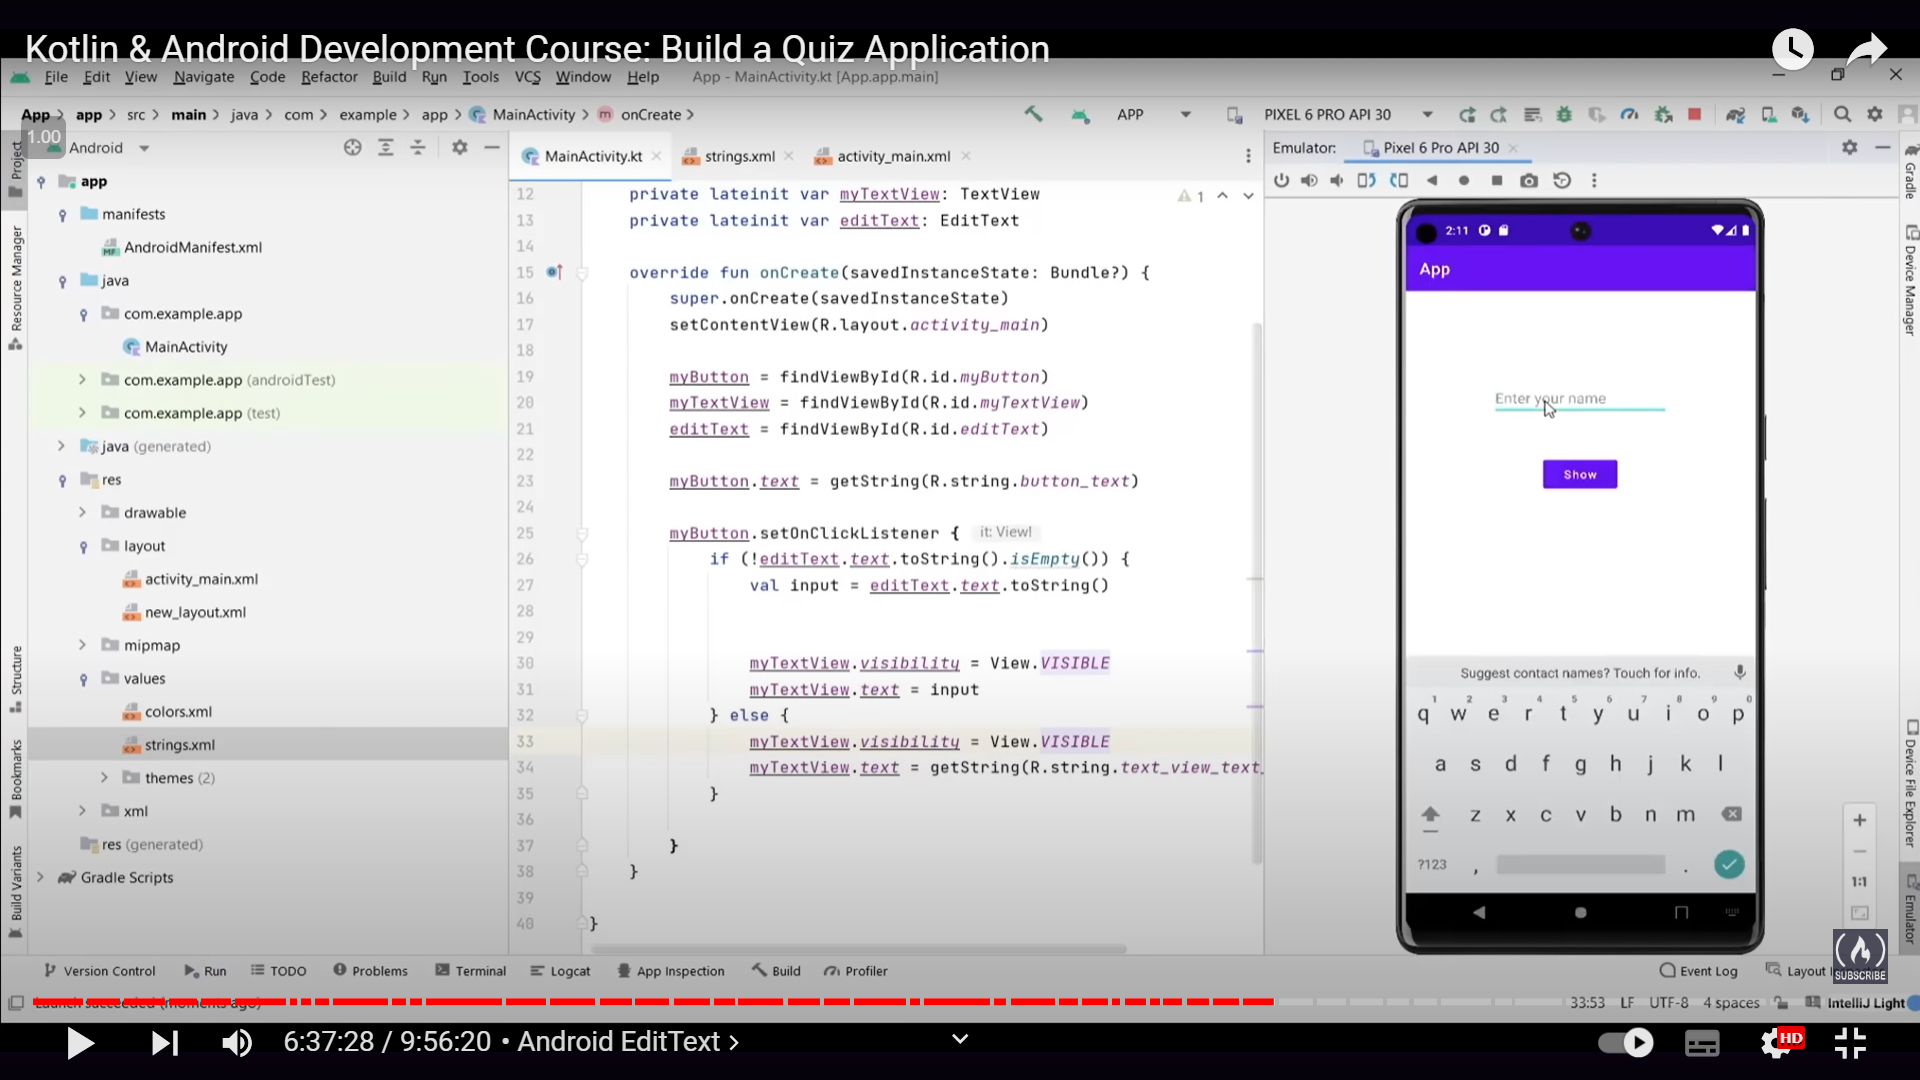 Kotlin & Android Development Course: Build a Quiz Application
File Edit View Navigate Code Refactor Build Run Tools VCS Window Help App - MainActivity.kt [App.app.main]
App app src main java com example app MainActivity onCreate APP PIXEL 6 PRO API 30
1.00
Android
MainActivity.kt strings.xml activity_main.xml
Emulator: Pixel 6 Pro API 30
Project
Resource Manager
Structure
Bookmarks
Build Variants
app
manifests
AndroidManifest.xml
java
com.example.app
MainActivity
com.example.app (androidTest)
com.example.app (test)
java (generated)
res
drawable
layout
activity_main.xml
new_layout.xml
mipmap
values
colors.xml
strings.xml
themes (2)
xml
res (generated)
Gradle Scripts
1
12 private lateinit var myTextView: TextView
13 private lateinit var editText: EditText
14
15 override fun onCreate(savedInstanceState: Bundle?) {
16 super.onCreate(savedInstanceState)
17 setContentView(R.layout.activity_main)
18
19 myButton = findViewById(R.id.myButton)
20 myTextView = findViewById(R.id.myTextView)
21 editText = findViewById(R.id.editText)
22
23 myButton.text = getString(R.string.button_text)
24
25 myButton.setOnClickListener { it: View!
26 if (!editText.text.toString().isEmpty()) {
27 val input = editText.text.toString()
28
29
30 myTextView.visibility = View.VISIBLE
31 myTextView.text = input
32 } else {
33 myTextView.visibility = View.VISIBLE
34 myTextView.text = getString(R.string.text_view_text_
35 }
36
37 }
38 }
39
40 }
2:11
App
Enter your name
Show
Suggest contact names? Touch for info.
1 2 3 4 5 6 7 8 9 0
q w e r t y u i o p
a s d f g h j k l
z x c v b n m
?123 , .
Gradle
Device Manager
Device File Explorer
Emulator
1:1
SUBSCRIBE
Version Control Run TODO Problems Terminal Logcat App Inspection Build Profiler Event Log Layout I
Launch succeeded (moments ago) 33:53 LF UTF-8 4 spaces IntelliJ Light
6:37:28 / 9:56:20 • Android EditText HD